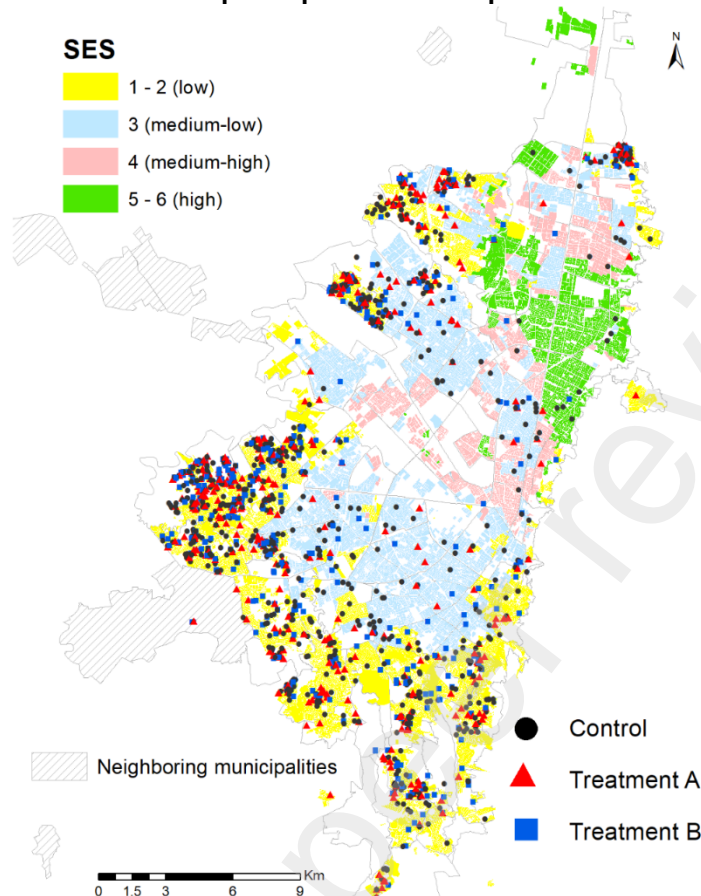 SES
1 - 2 (low)
3 (medium-low)
4 (medium-high)
5 - 6 (high)
N
Control
Neighboring municipalities
Treatment A
Treatment B
Km
0 1.5 3 6 9